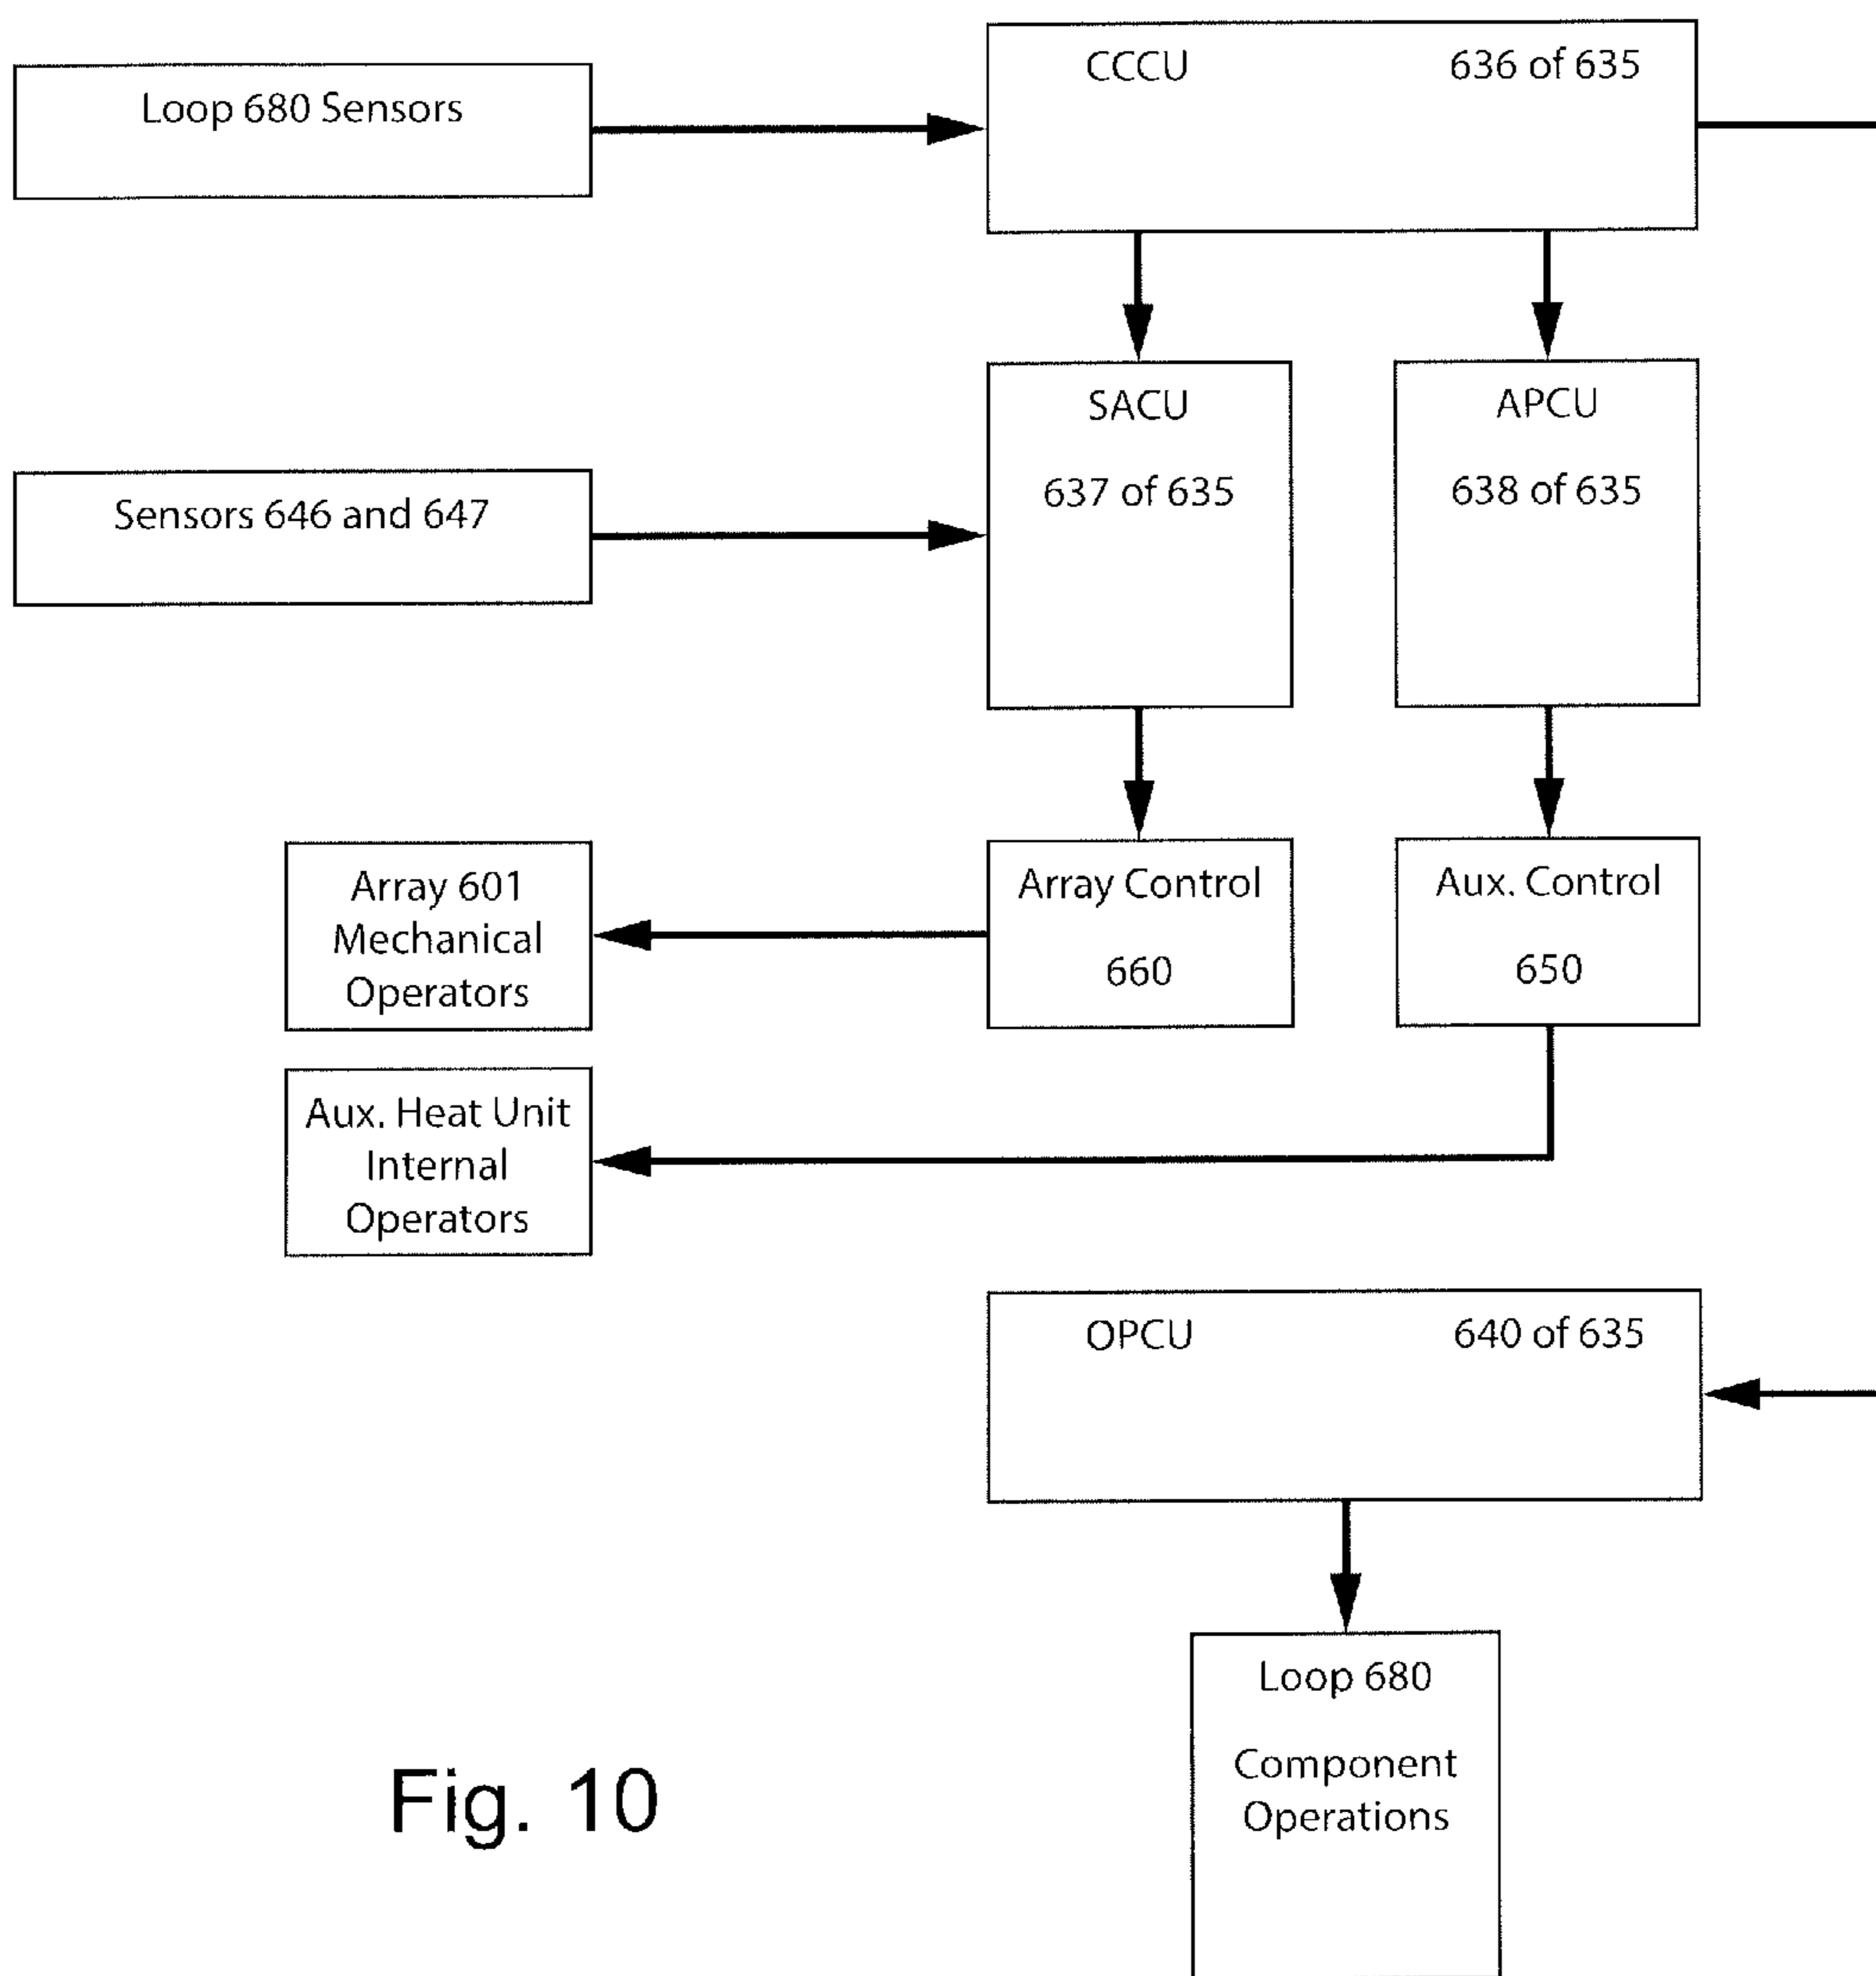 Loop 680 Sensors
CCCU 636 of 635
Sensors 646 and 647
SACU
637 of 635
APCU
638 of 635
Array 601
Mechanical
Operators
Array Control
660
Aux. Control
650
Aux. Heat Unit
Internal
Operators
OPCU 640 of 635
Loop 680
Component
Operations
Fig. 10